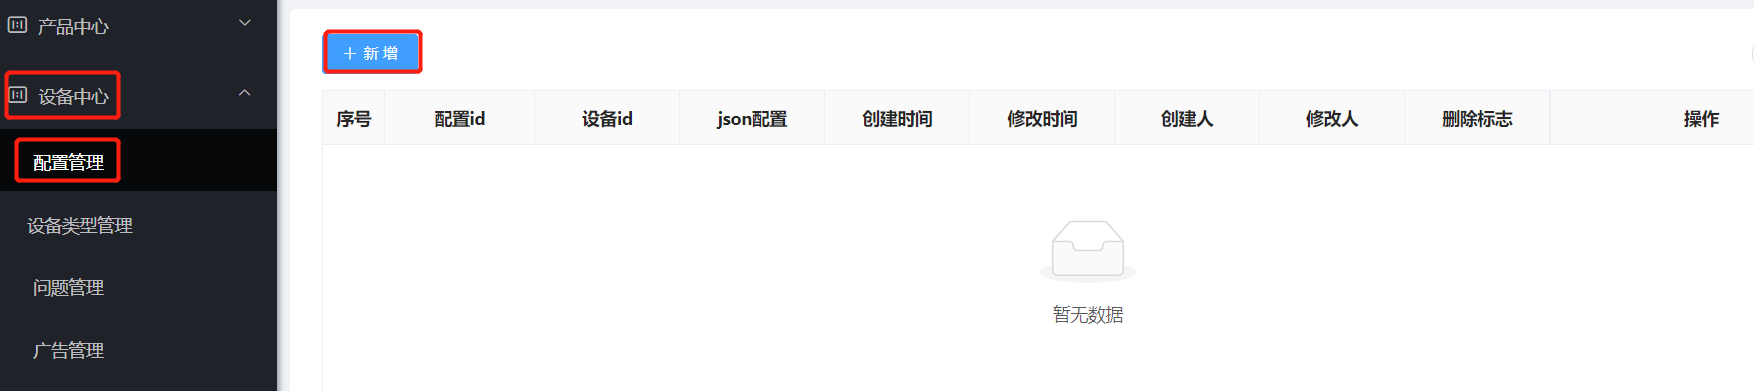 产品中心
设备中心
配置管理
设备类型管理
问题管理
广告管理
+ 新增
序号 配置id 设备id json配置 创建时间 修改时间 创建人 修改人 删除标志 操作
暂无数据